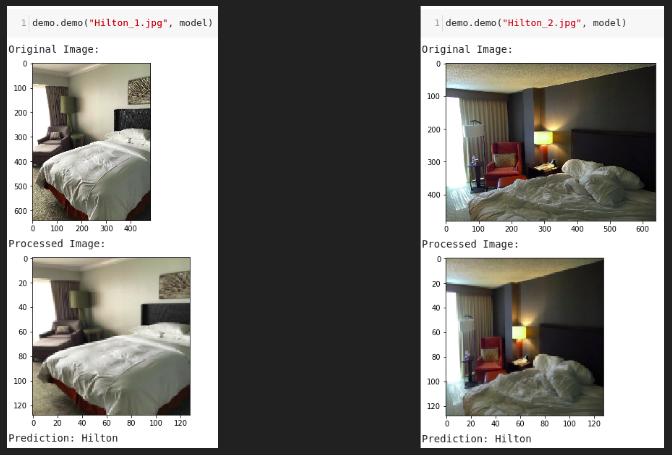 1 demo.demo("Hilton_1.jpg", model)
Original Image:
0
100
200
300
400
500
600
0 100 200 300 400
Processed Image:
0
20
40
60
80
100
120
0 20 40 60 80 100 120
Prediction: Hilton
1 demo.demo("Hilton_2.jpg", model)
Original Image:
0
100
200
300
400
0 100 200 300 400 500 600
Processed Image:
0
20
40
60
80
100
120
0 20 40 60 80 100 120
Prediction: Hilton